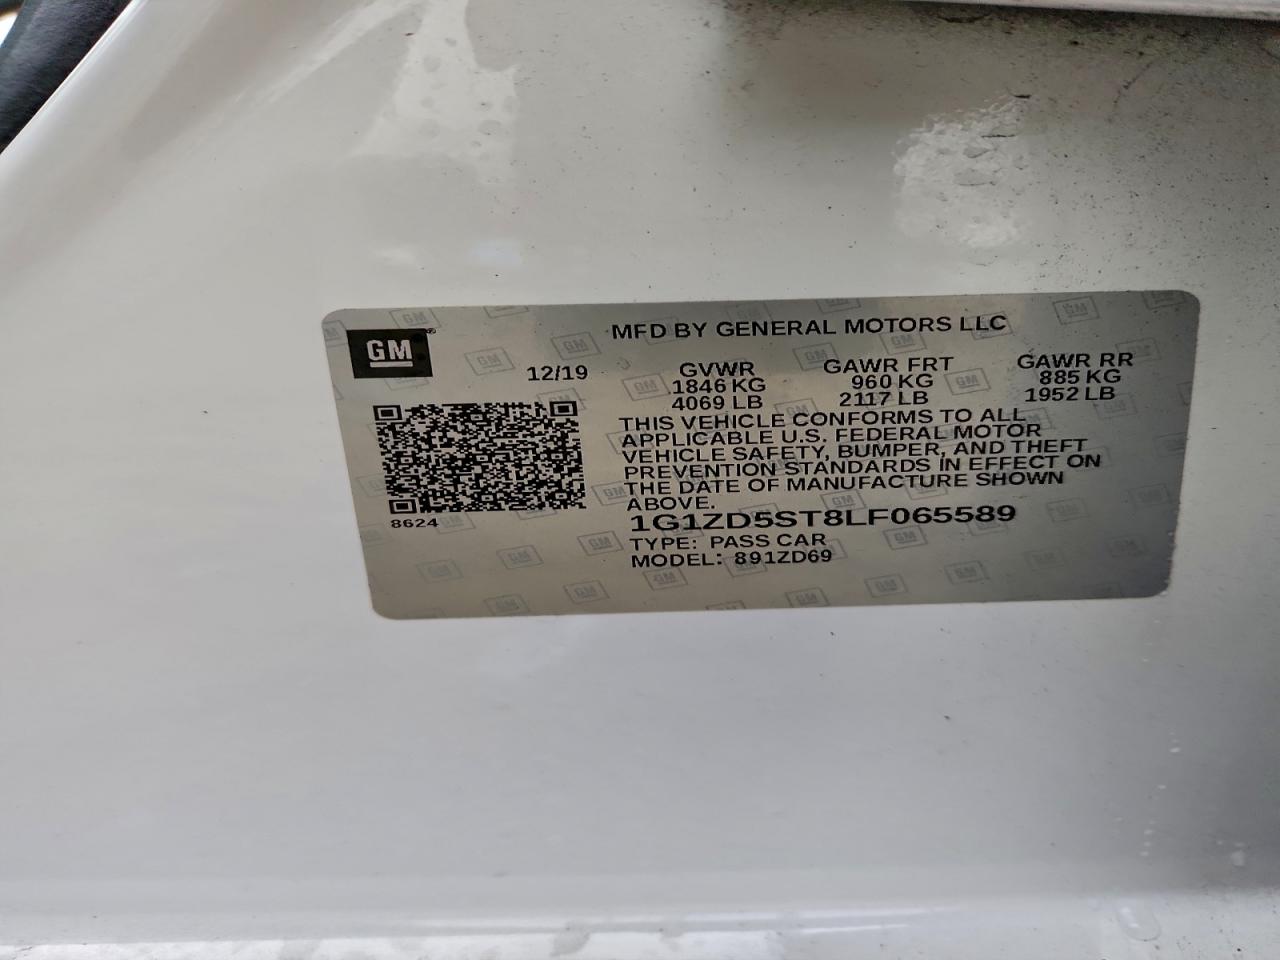 GM
MFD BY GENERAL MOTORS LLC
12/19
GVWR GAWR FRT GAWR RR
1846 KG 960 KG 885 KG
4069 LB 2117 LB 1952 LB
THIS VEHICLE CONFORMS TO ALL
APPLICABLE U.S. FEDERAL MOTOR
VEHICLE SAFETY, BUMPER, AND THEFT
PREVENTION STANDARDS IN EFFECT ON
THE DATE OF MANUFACTURE SHOWN
ABOVE.
8624
1G1ZD5ST8LF065589
TYPE: PASS CAR
MODEL: 891ZD69